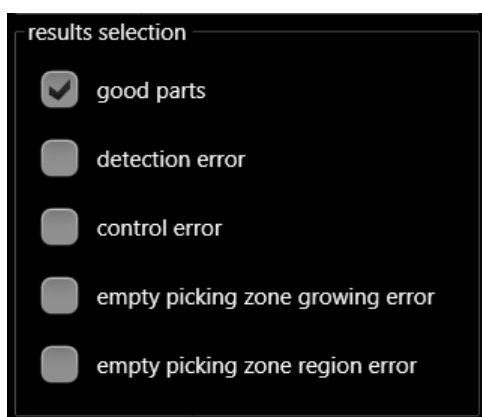 results selection
good parts
detection error
control error
empty picking zone growing error
empty picking zone region error